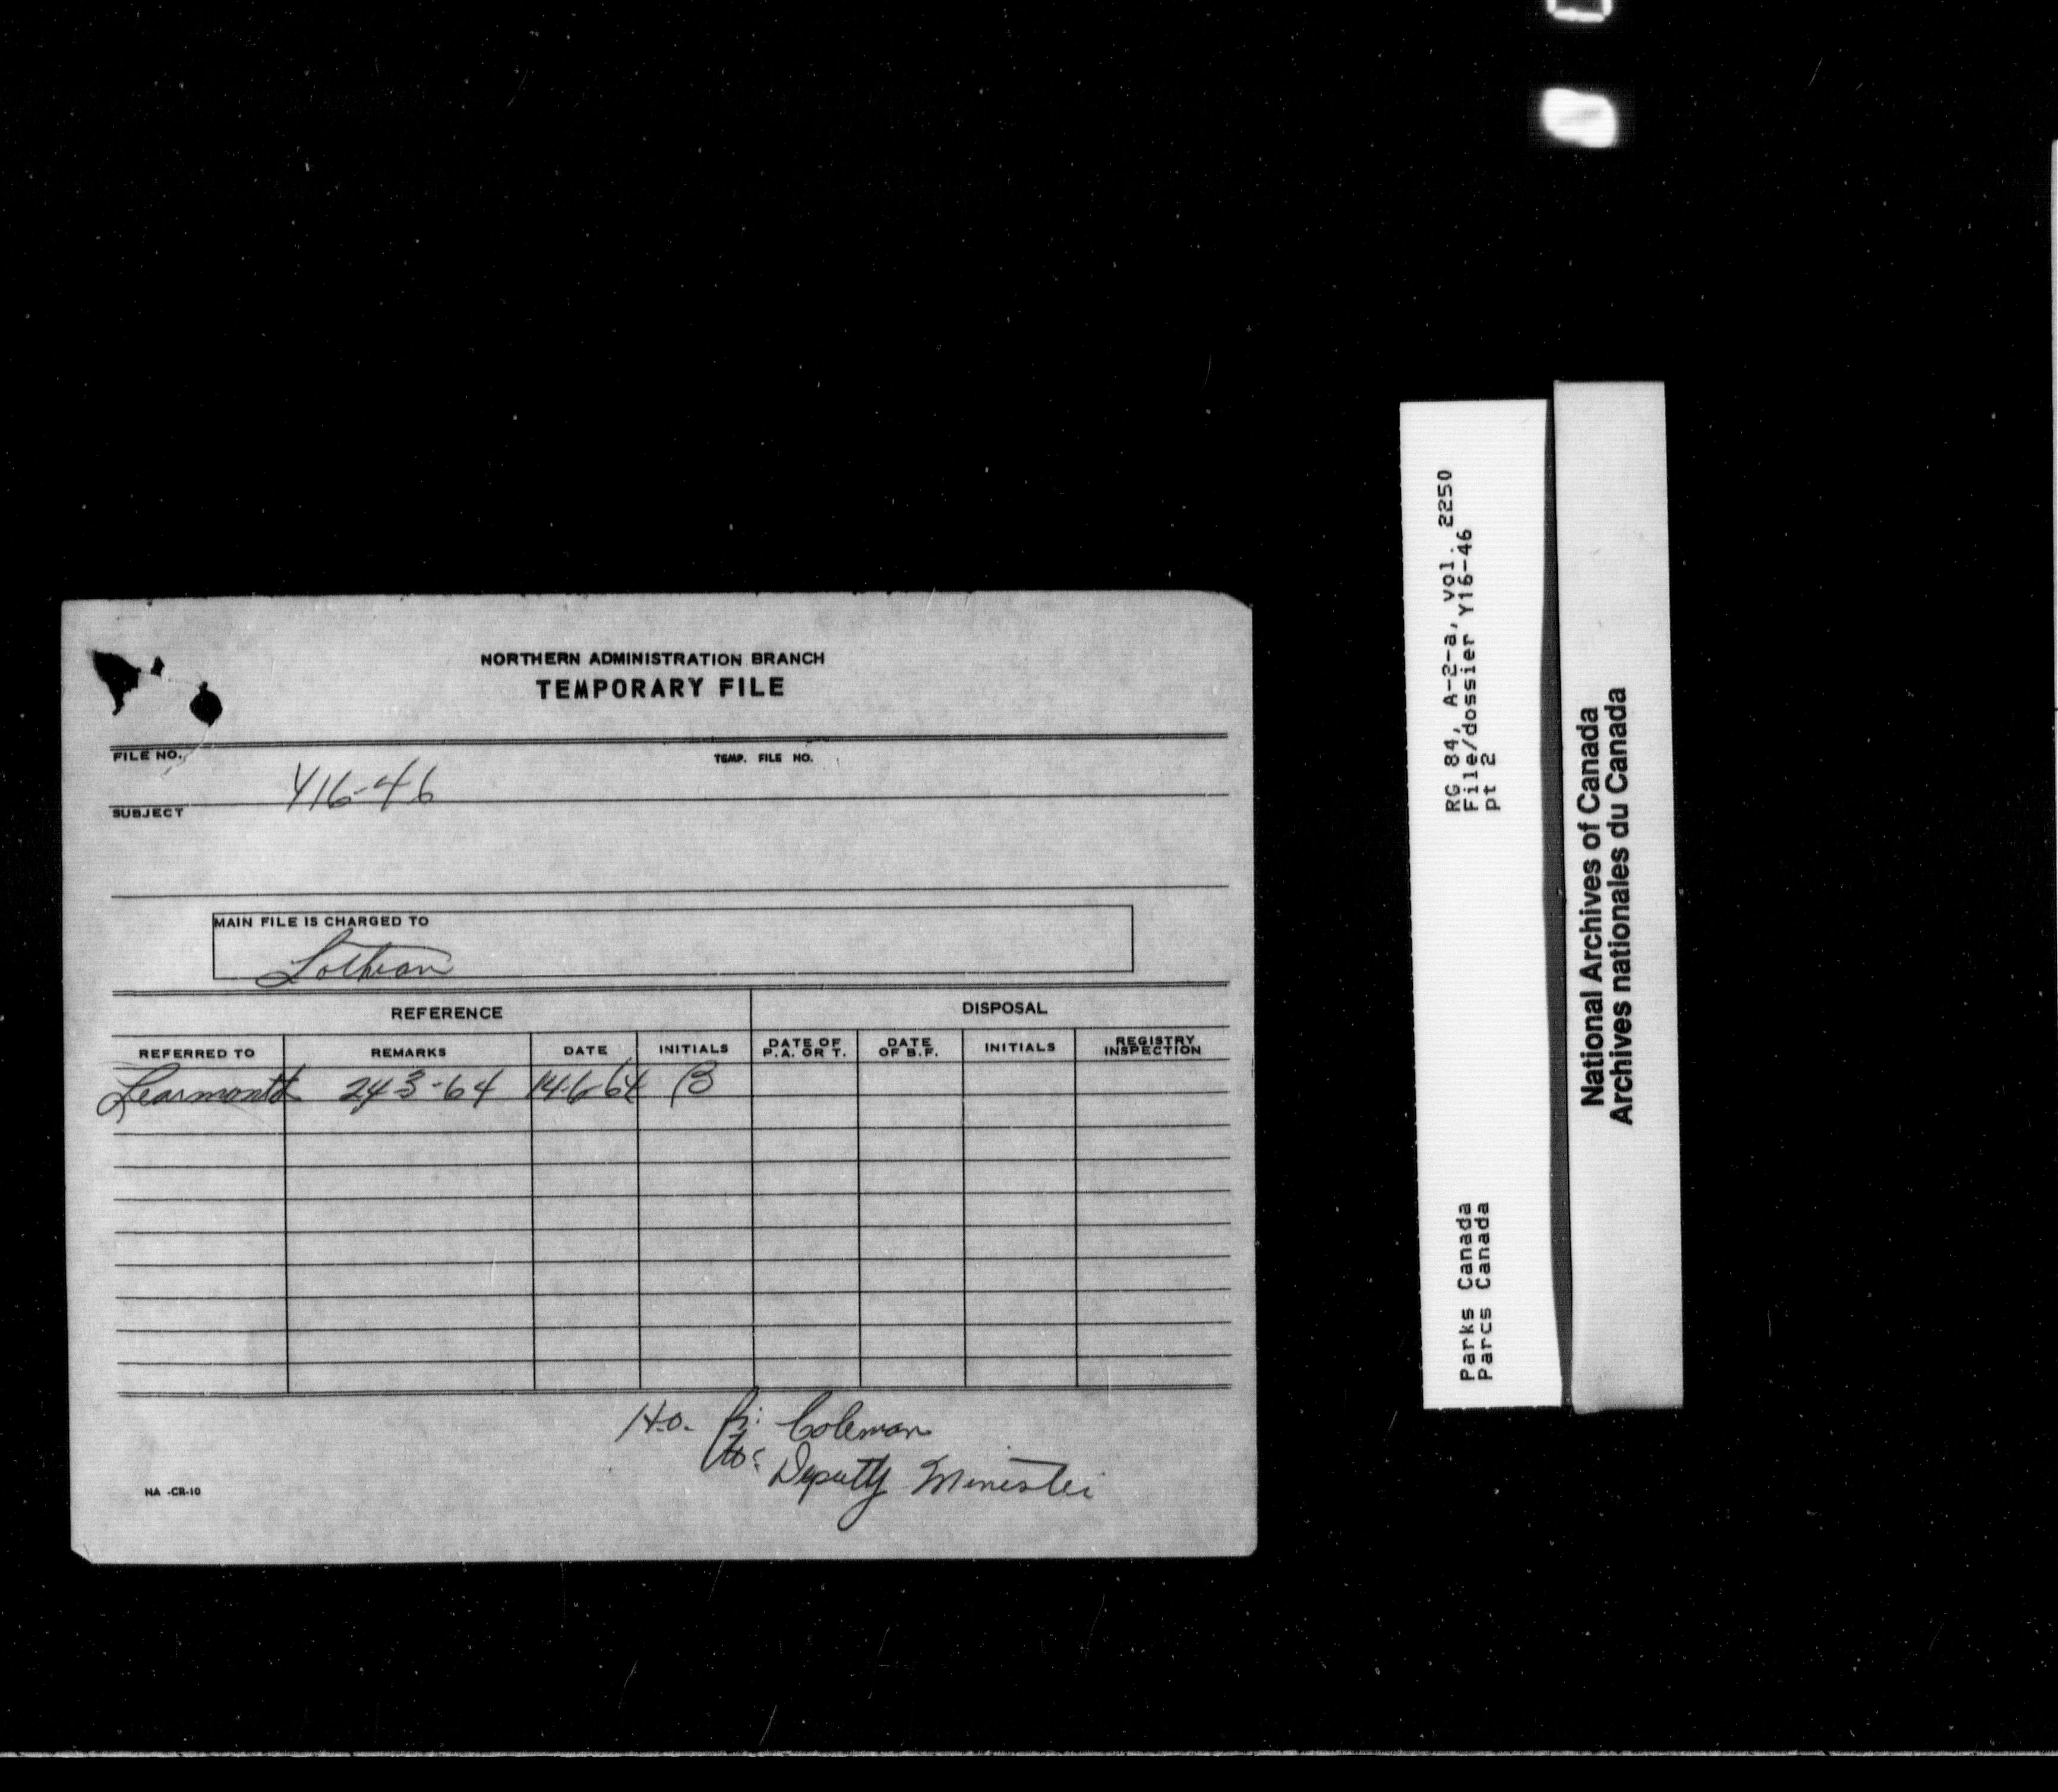 NORTHERN ADMINISTRATION BRANCH
TEMPORARY FILE
FILE NO. Y16-46 TEMP. FILE NO.
SUBJECT
MAIN FILE IS CHARGED TO
Lothian
REFERENCE DISPOSAL
REFERRED TO REMARKS DATE INITIALS DATE OF P.A. OR T. DATE OF B.F. INITIALS REGISTRY INSPECTION
Learmonth 24-3-64 14-6-64 B
H.O. Coleman
Deputy Minister
NA -CR-10
RG 84, A-2-a, vol. 2250
File/dossier Y16-46
pt 2
Parks Canada
Parcs Canada
National Archives of Canada
Archives nationales du Canada